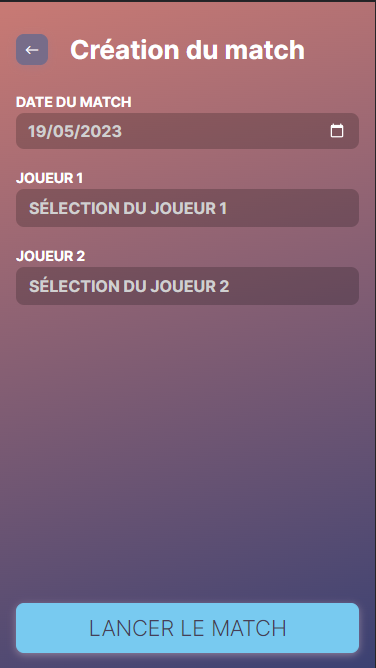 Création du match
DATE DU MATCH
19/05/2023
JOUEUR 1
SÉLECTION DU JOUEUR 1
JOUEUR 2
SÉLECTION DU JOUEUR 2
LANCER LE MATCH